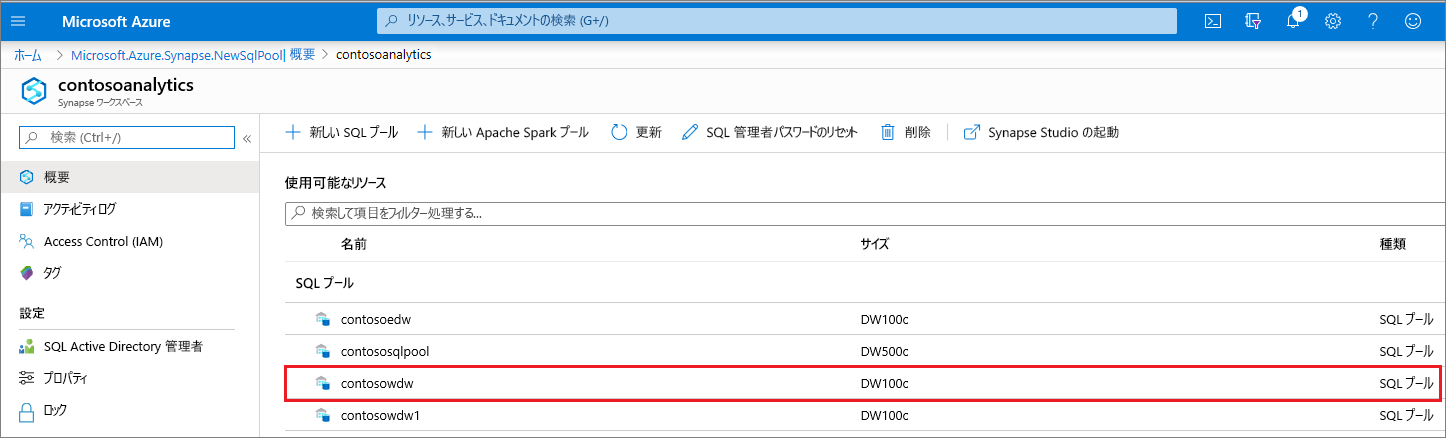 Microsoft Azure
リソース、サービス、ドキュメントの検索 (G+/)
1
ホーム > Microsoft.Azure.Synapse.NewSqlPool| 概要 > contosoanalytics
contosoanalytics
Synapse ワークスペース
検索 (Ctrl+/)
«
+ 新しい SQL プール
+ 新しい Apache Spark プール
更新
SQL 管理者パスワードのリセット
削除
Synapse Studio の起動
概要
アクティビティログ
Access Control (IAM)
タグ
設定
SQL Active Directory 管理者
プロパティ
ロック
使用可能なリソース
検索して項目をフィルター処理する...
名前 サイズ 種類
SQL プール
contosoedw DW100c SQL プール
contososqlpool DW500c SQL プール
contosowdw DW100c SQL プール
contosowdw1 DW100c SQL プール